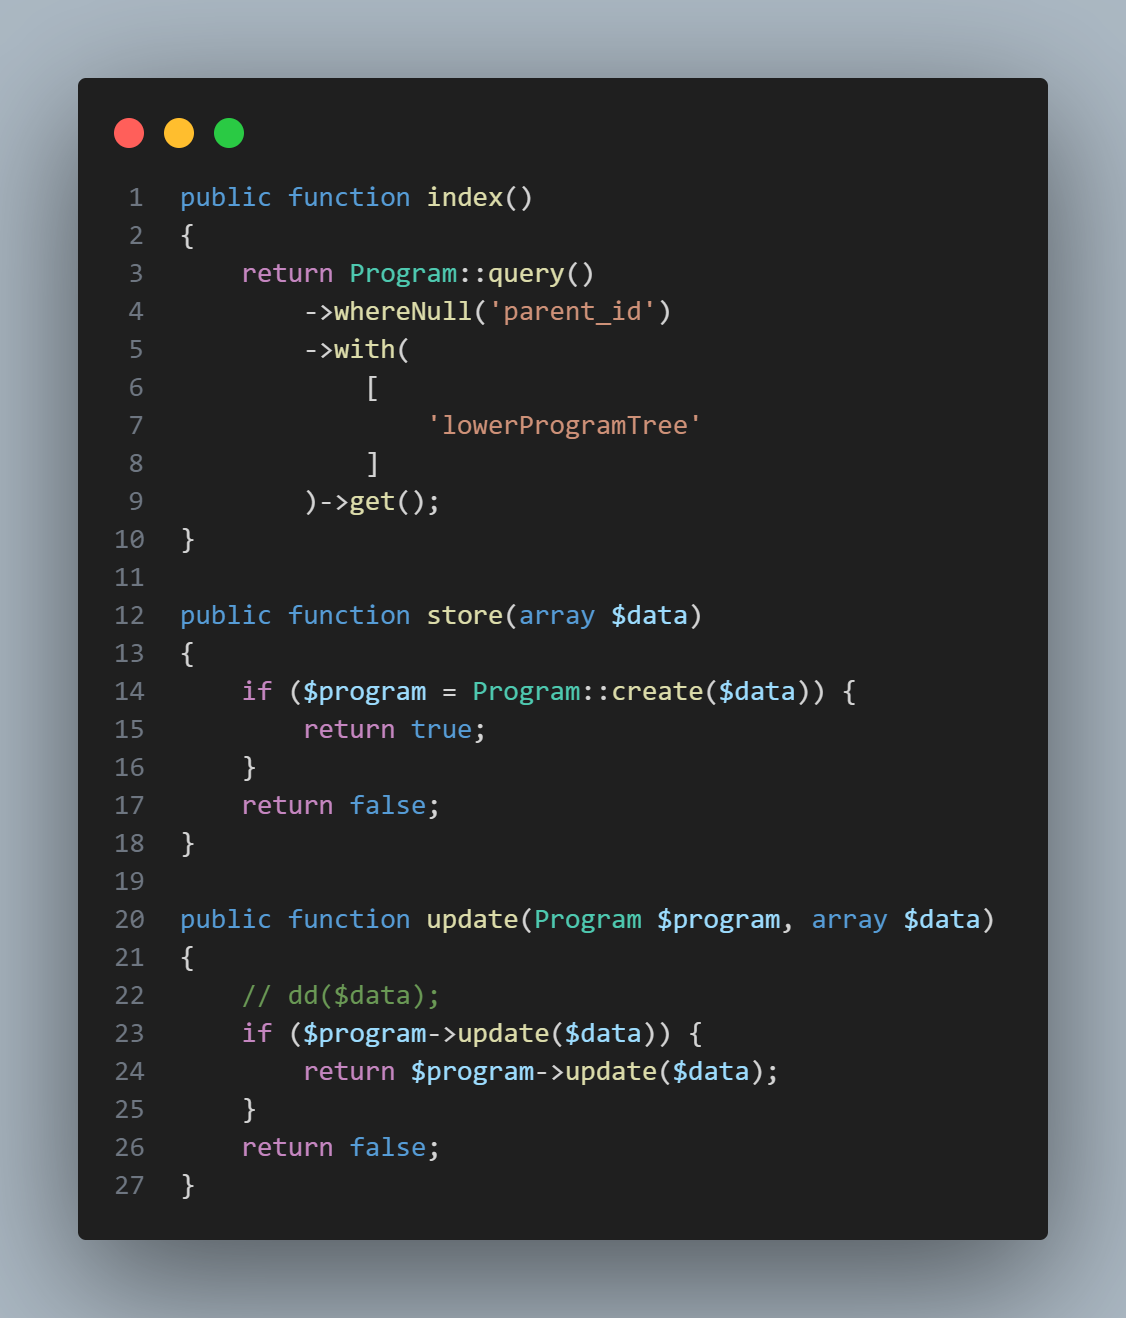 1 public function index()
2 {
3     return Program::query()
4         ->whereNull('parent_id')
5         ->with(
6             [
7                 'lowerProgramTree'
8             ]
9         )->get();
10 }
11
12 public function store(array $data)
13 {
14     if ($program = Program::create($data)) {
15         return true;
16     }
17     return false;
18 }
19
20 public function update(Program $program, array $data)
21 {
22     // dd($data);
23     if ($program->update($data)) {
24         return $program->update($data);
25     }
26     return false;
27 }